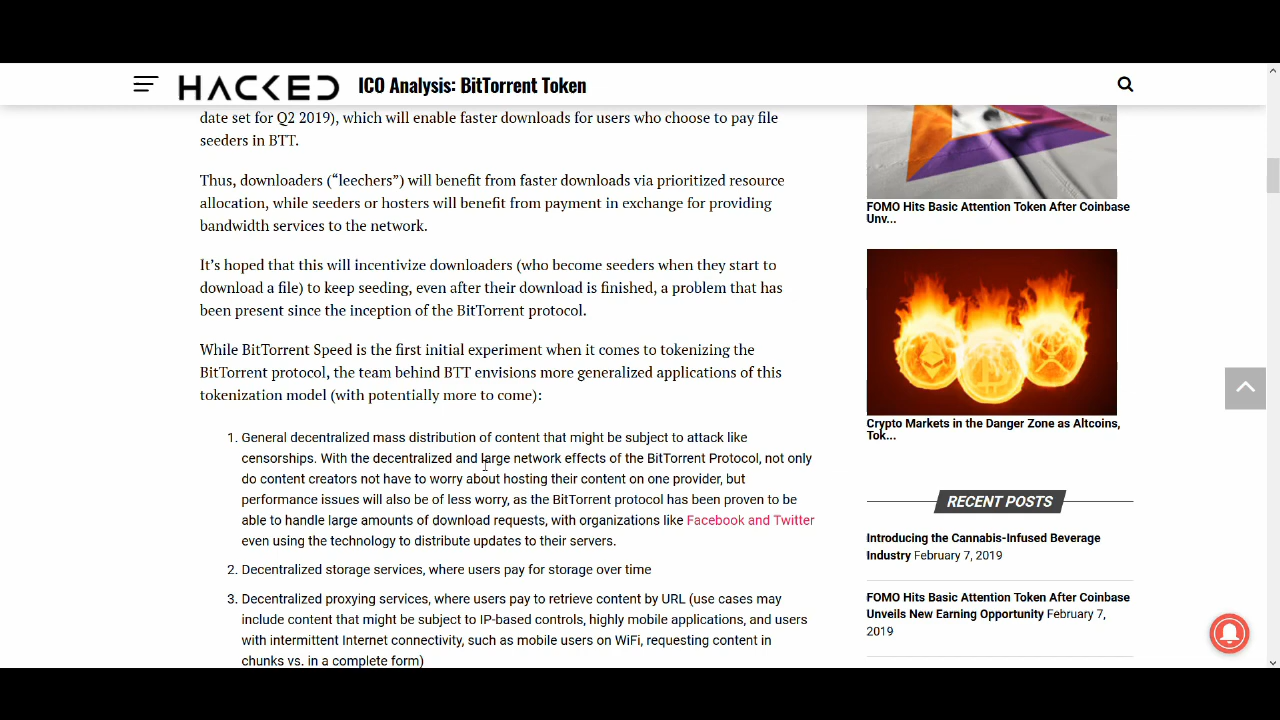 HACKED
ICO Analysis: BitTorrent Token
date set for Q2 2019), which will enable faster downloads for users who choose to pay file
seeders in BTT.
Thus, downloaders (“leechers”) will benefit from faster downloads via prioritized resource
allocation, while seeders or hosters will benefit from payment in exchange for providing
bandwidth services to the network.
It’s hoped that this will incentivize downloaders (who become seeders when they start to
download a file) to keep seeding, even after their download is finished, a problem that has
been present since the inception of the BitTorrent protocol.
While BitTorrent Speed is the first initial experiment when it comes to tokenizing the
BitTorrent protocol, the team behind BTT envisions more generalized applications of this
tokenization model (with potentially more to come):
1. General decentralized mass distribution of content that might be subject to attack like
censorships. With the decentralized and large network effects of the BitTorrent Protocol, not only
do content creators not have to worry about hosting their content on one provider, but
performance issues will also be of less worry, as the BitTorrent protocol has been proven to be
able to handle large amounts of download requests, with organizations like Facebook and Twitter
even using the technology to distribute updates to their servers.
2. Decentralized storage services, where users pay for storage over time
3. Decentralized proxying services, where users pay to retrieve content by URL (use cases may
include content that might be subject to IP-based controls, highly mobile applications, and users
with intermittent Internet connectivity, such as mobile users on WiFi, requesting content in
chunks vs. in a complete form)
FOMO Hits Basic Attention Token After Coinbase
Unv...
Crypto Markets in the Danger Zone as Altcoins,
Tok...
RECENT POSTS
Introducing the Cannabis-Infused Beverage
Industry February 7, 2019
FOMO Hits Basic Attention Token After Coinbase
Unveils New Earning Opportunity February 7,
2019